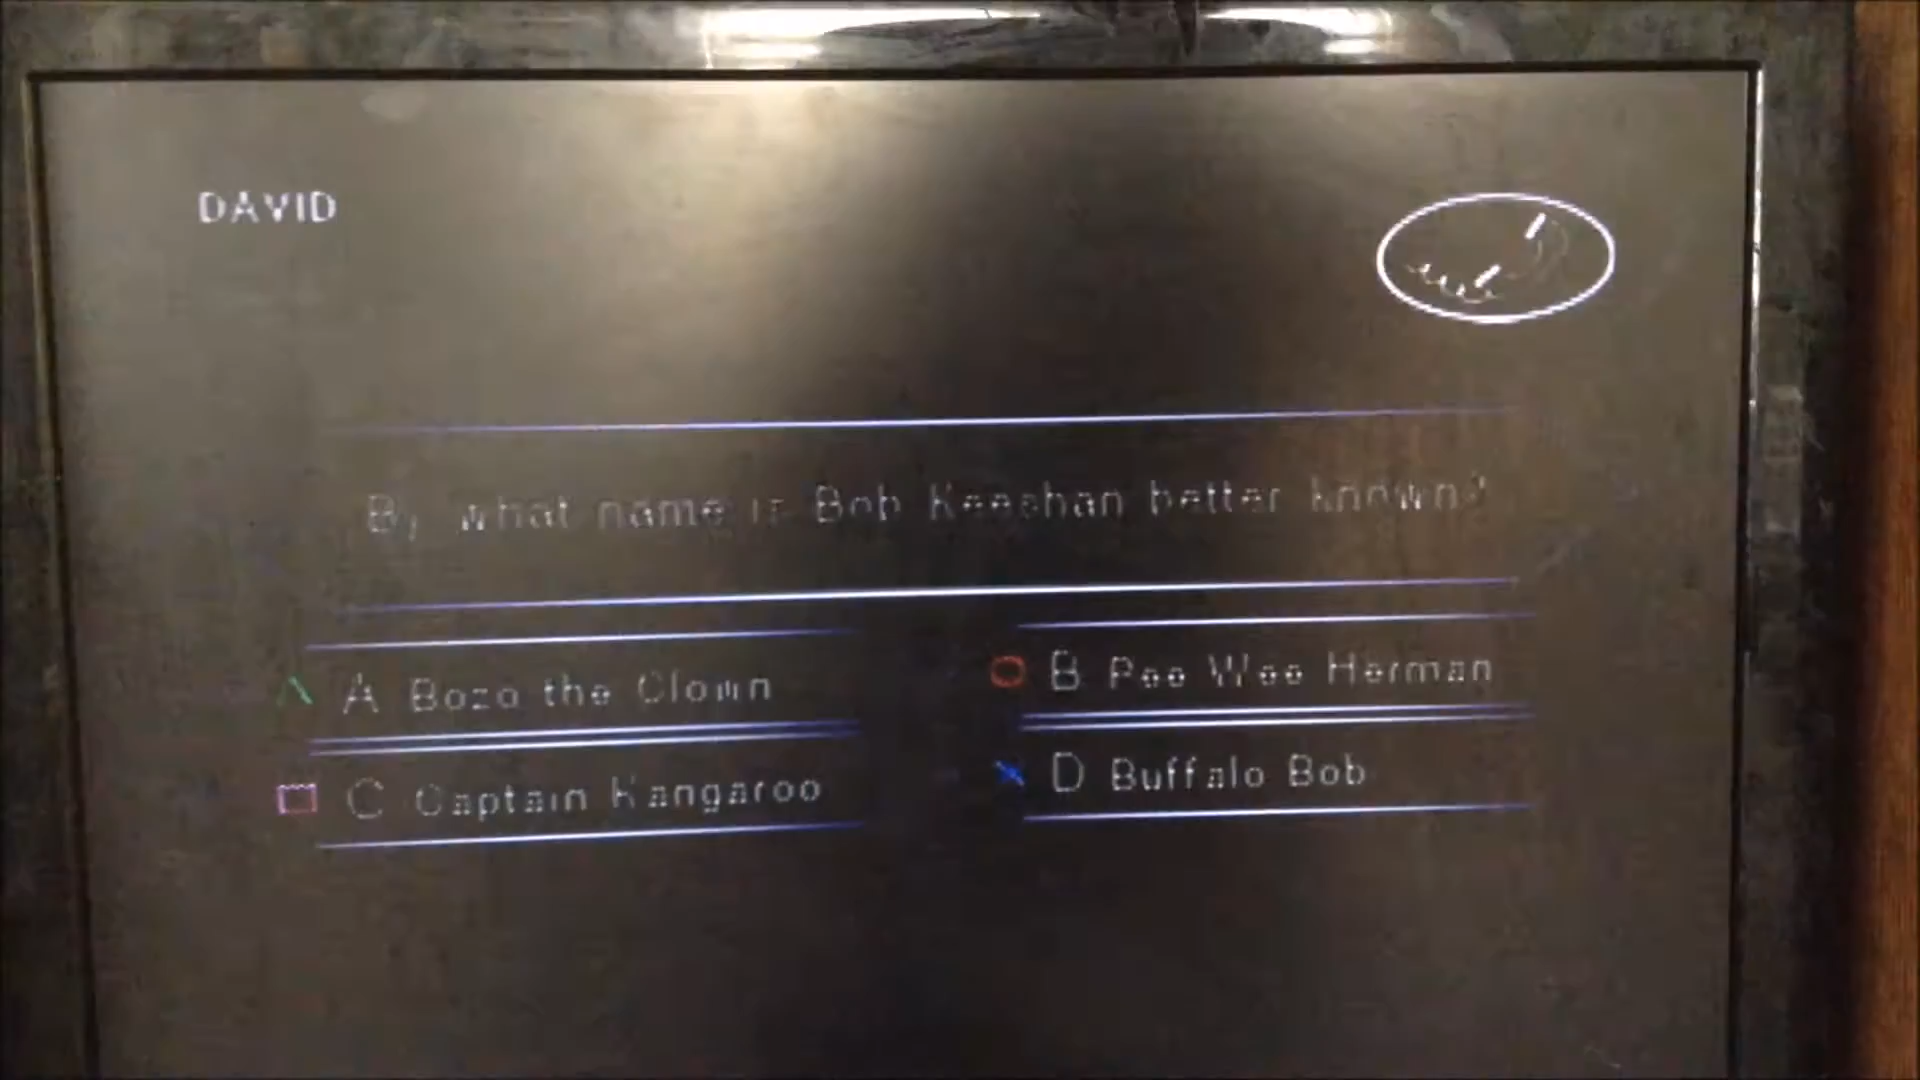 DAVID
By what name is Bob Keeshan better known?
A Bozo the Clown
B Pee Wee Herman
C Captain Kangaroo
D Buffalo Bob